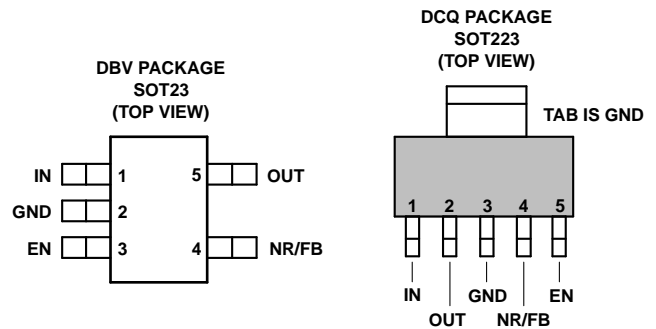 DBV PACKAGE
SOT23
(TOP VIEW)
IN 1 5 OUT
GND 2
EN 3 4 NR/FB
DCQ PACKAGE
SOT223
(TOP VIEW)
TAB IS GND
1 2 3 4 5
IN GND EN
OUT NR/FB